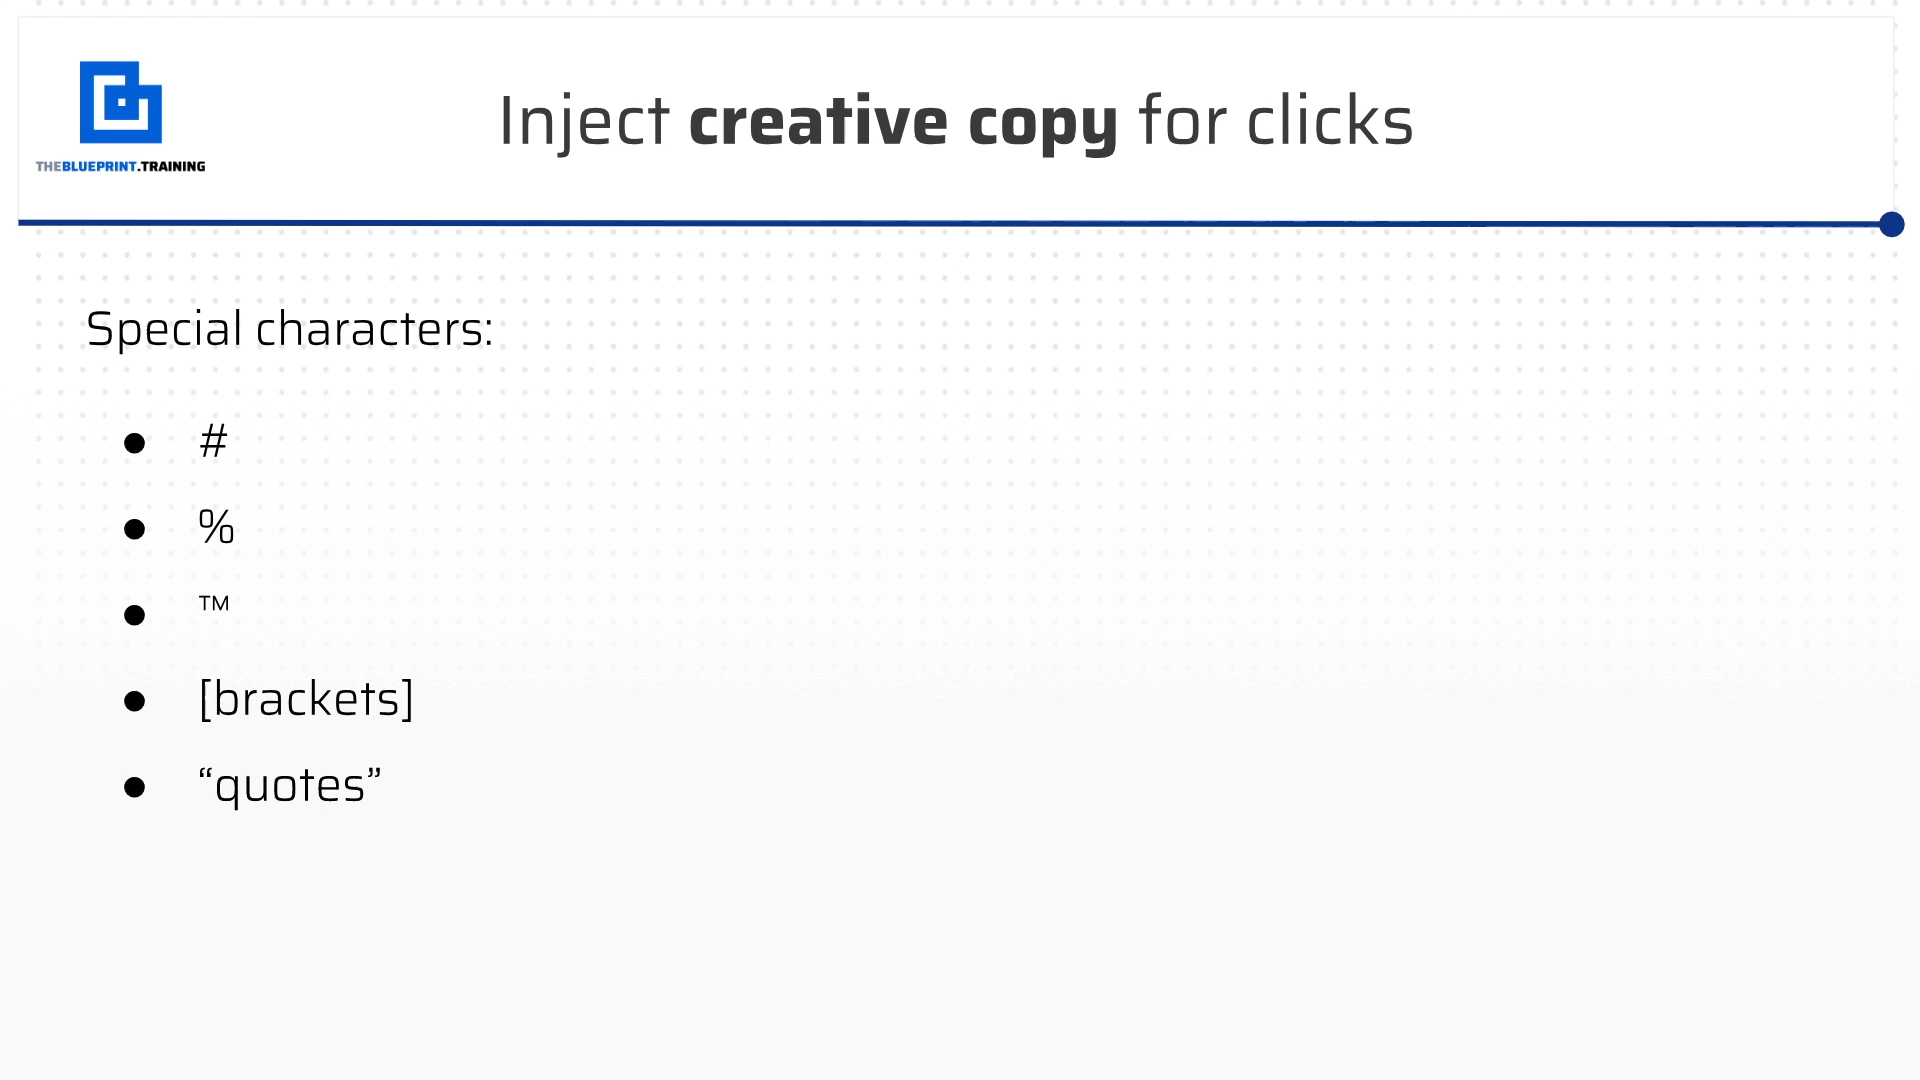 Inject creative copy for clicks
THEBLUEPRINT.TRAINING
Special characters:
● #
● %
● ™
● [brackets]
● “quotes”